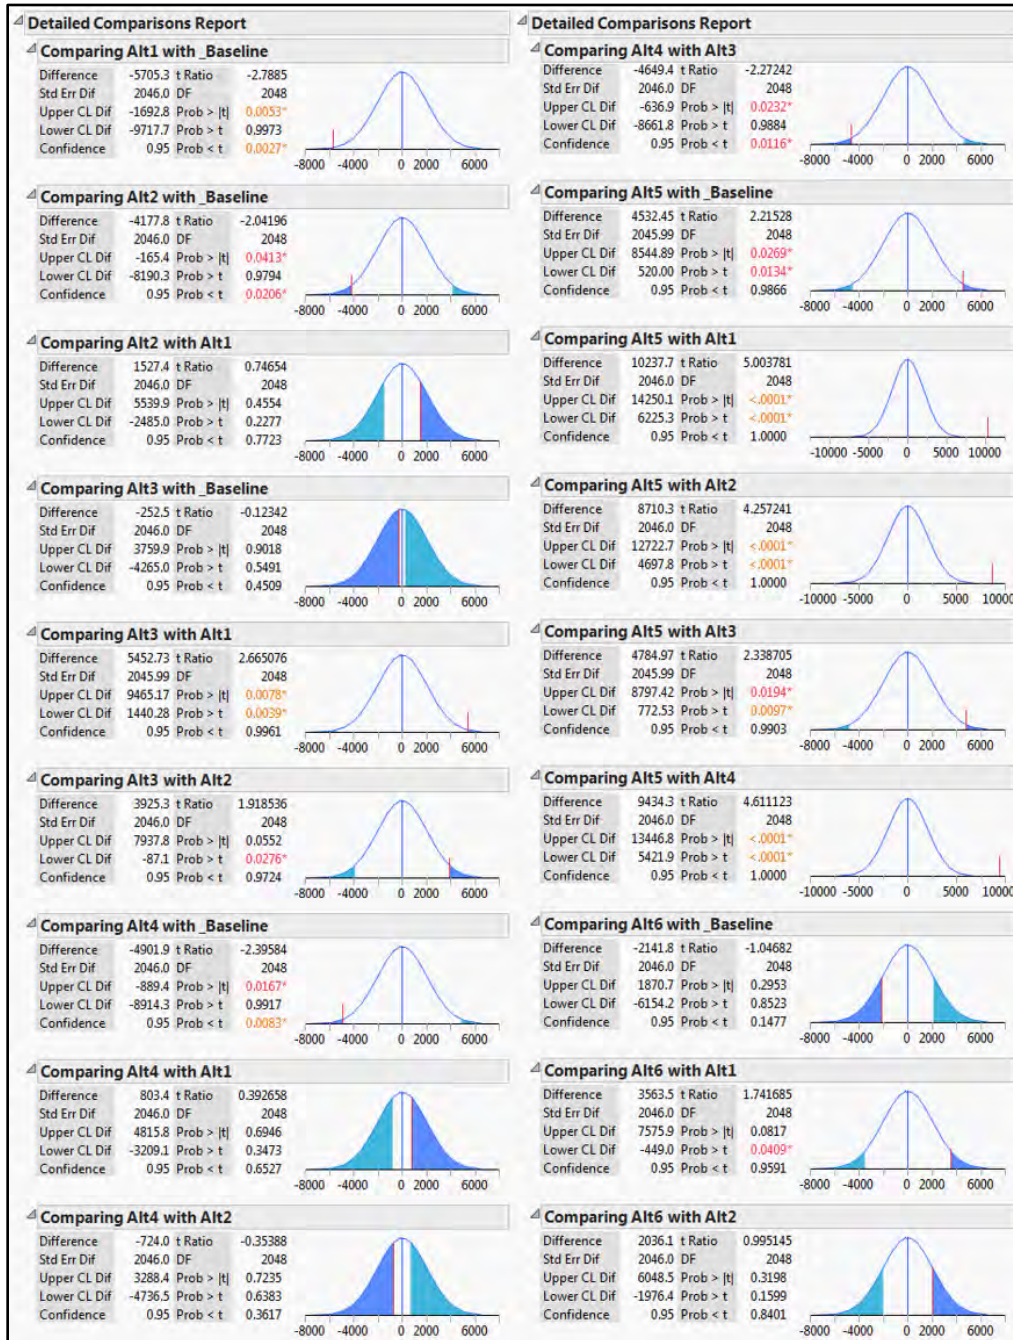 Detailed Comparisons Report
Comparing Alt1 with _Baseline
Difference -5705.3 t Ratio -2.7885
Std Err Dif 2046.0 DF 2048
Upper CL Dif -1692.8 Prob > |t| 0.0053*
Lower CL Dif -9717.7 Prob > t 0.9973
Confidence 0.95 Prob < t 0.0027*
-8000 -4000 0 2000 6000
Comparing Alt2 with _Baseline
Difference -4177.8 t Ratio -2.04196
Std Err Dif 2046.0 DF 2048
Upper CL Dif -165.4 Prob > |t| 0.0413*
Lower CL Dif -8190.3 Prob > t 0.9794
Confidence 0.95 Prob < t 0.0206*
-8000 -4000 0 2000 6000
Comparing Alt2 with Alt1
Difference 1527.4 t Ratio 0.74654
Std Err Dif 2046.0 DF 2048
Upper CL Dif 5539.9 Prob > |t| 0.4554
Lower CL Dif -2485.0 Prob > t 0.2277
Confidence 0.95 Prob < t 0.7723
-8000 -4000 0 2000 6000
Comparing Alt3 with _Baseline
Difference -252.5 t Ratio -0.12342
Std Err Dif 2046.0 DF 2048
Upper CL Dif 3759.9 Prob > |t| 0.9018
Lower CL Dif -4265.0 Prob > t 0.5491
Confidence 0.95 Prob < t 0.4509
-8000 -4000 0 2000 6000
Comparing Alt3 with Alt1
Difference 5452.73 t Ratio 2.665076
Std Err Dif 2045.99 DF 2048
Upper CL Dif 9465.17 Prob > |t| 0.0078*
Lower CL Dif 1440.28 Prob > t 0.0039*
Confidence 0.95 Prob < t 0.9961
-8000 -4000 0 2000 6000
Comparing Alt3 with Alt2
Difference 3925.3 t Ratio 1.918536
Std Err Dif 2046.0 DF 2048
Upper CL Dif 7937.8 Prob > |t| 0.0552
Lower CL Dif -87.1 Prob > t 0.0276*
Confidence 0.95 Prob < t 0.9724
-8000 -4000 0 2000 6000
Comparing Alt4 with _Baseline
Difference -4901.9 t Ratio -2.39584
Std Err Dif 2046.0 DF 2048
Upper CL Dif -889.4 Prob > |t| 0.0167*
Lower CL Dif -8914.3 Prob > t 0.9917
Confidence 0.95 Prob < t 0.0083*
-8000 -4000 0 2000 6000
Comparing Alt4 with Alt1
Difference 803.4 t Ratio 0.392658
Std Err Dif 2046.0 DF 2048
Upper CL Dif 4815.8 Prob > |t| 0.6946
Lower CL Dif -3209.1 Prob > t 0.3473
Confidence 0.95 Prob < t 0.6527
-8000 -4000 0 2000 6000
Comparing Alt4 with Alt2
Difference -724.0 t Ratio -0.35388
Std Err Dif 2046.0 DF 2048
Upper CL Dif 3288.4 Prob > |t| 0.7235
Lower CL Dif -4736.5 Prob > t 0.6383
Confidence 0.95 Prob < t 0.3617
-8000 -4000 0 2000 6000
Detailed Comparisons Report
Comparing Alt4 with Alt3
Difference -4649.4 t Ratio -2.27242
Std Err Dif 2046.0 DF 2048
Upper CL Dif -636.9 Prob > |t| 0.0232*
Lower CL Dif -8661.8 Prob > t 0.9884
Confidence 0.95 Prob < t 0.0116*
-8000 -4000 0 2000 6000
Comparing Alt5 with _Baseline
Difference 4532.45 t Ratio 2.21528
Std Err Dif 2045.99 DF 2048
Upper CL Dif 8544.89 Prob > |t| 0.0269*
Lower CL Dif 520.00 Prob > t 0.0134*
Confidence 0.95 Prob < t 0.9866
-8000 -4000 0 2000 6000
Comparing Alt5 with Alt1
Difference 10237.7 t Ratio 5.003781
Std Err Dif 2046.0 DF 2048
Upper CL Dif 14250.1 Prob > |t| <.0001*
Lower CL Dif 6225.3 Prob > t <.0001*
Confidence 0.95 Prob < t 1.0000
-10000 -5000 0 5000 10000
Comparing Alt5 with Alt2
Difference 8710.3 t Ratio 4.257241
Std Err Dif 2046.0 DF 2048
Upper CL Dif 12722.7 Prob > |t| <.0001*
Lower CL Dif 4697.8 Prob > t <.0001*
Confidence 0.95 Prob < t 1.0000
-10000 -5000 0 5000 10000
Comparing Alt5 with Alt3
Difference 4784.97 t Ratio 2.338705
Std Err Dif 2045.99 DF 2048
Upper CL Dif 8797.42 Prob > |t| 0.0194*
Lower CL Dif 772.53 Prob > t 0.0097*
Confidence 0.95 Prob < t 0.9903
-8000 -4000 0 2000 6000
Comparing Alt5 with Alt4
Difference 9434.3 t Ratio 4.611123
Std Err Dif 2046.0 DF 2048
Upper CL Dif 13446.8 Prob > |t| <.0001*
Lower CL Dif 5421.9 Prob > t <.0001*
Confidence 0.95 Prob < t 1.0000
-10000 -5000 0 5000 10000
Comparing Alt6 with _Baseline
Difference -2141.8 t Ratio -1.04682
Std Err Dif 2046.0 DF 2048
Upper CL Dif 1870.7 Prob > |t| 0.2953
Lower CL Dif -6154.2 Prob > t 0.8523
Confidence 0.95 Prob < t 0.1477
-8000 -4000 0 2000 6000
Comparing Alt6 with Alt1
Difference 3563.5 t Ratio 1.741685
Std Err Dif 2046.0 DF 2048
Upper CL Dif 7575.9 Prob > |t| 0.0817
Lower CL Dif -449.0 Prob > t 0.0409*
Confidence 0.95 Prob < t 0.9591
-8000 -4000 0 2000 6000
Comparing Alt6 with Alt2
Difference 2036.1 t Ratio 0.995145
Std Err Dif 2046.0 DF 2048
Upper CL Dif 6048.5 Prob > |t| 0.3198
Lower CL Dif -1976.4 Prob > t 0.1599
Confidence 0.95 Prob < t 0.8401
-8000 -4000 0 2000 6000